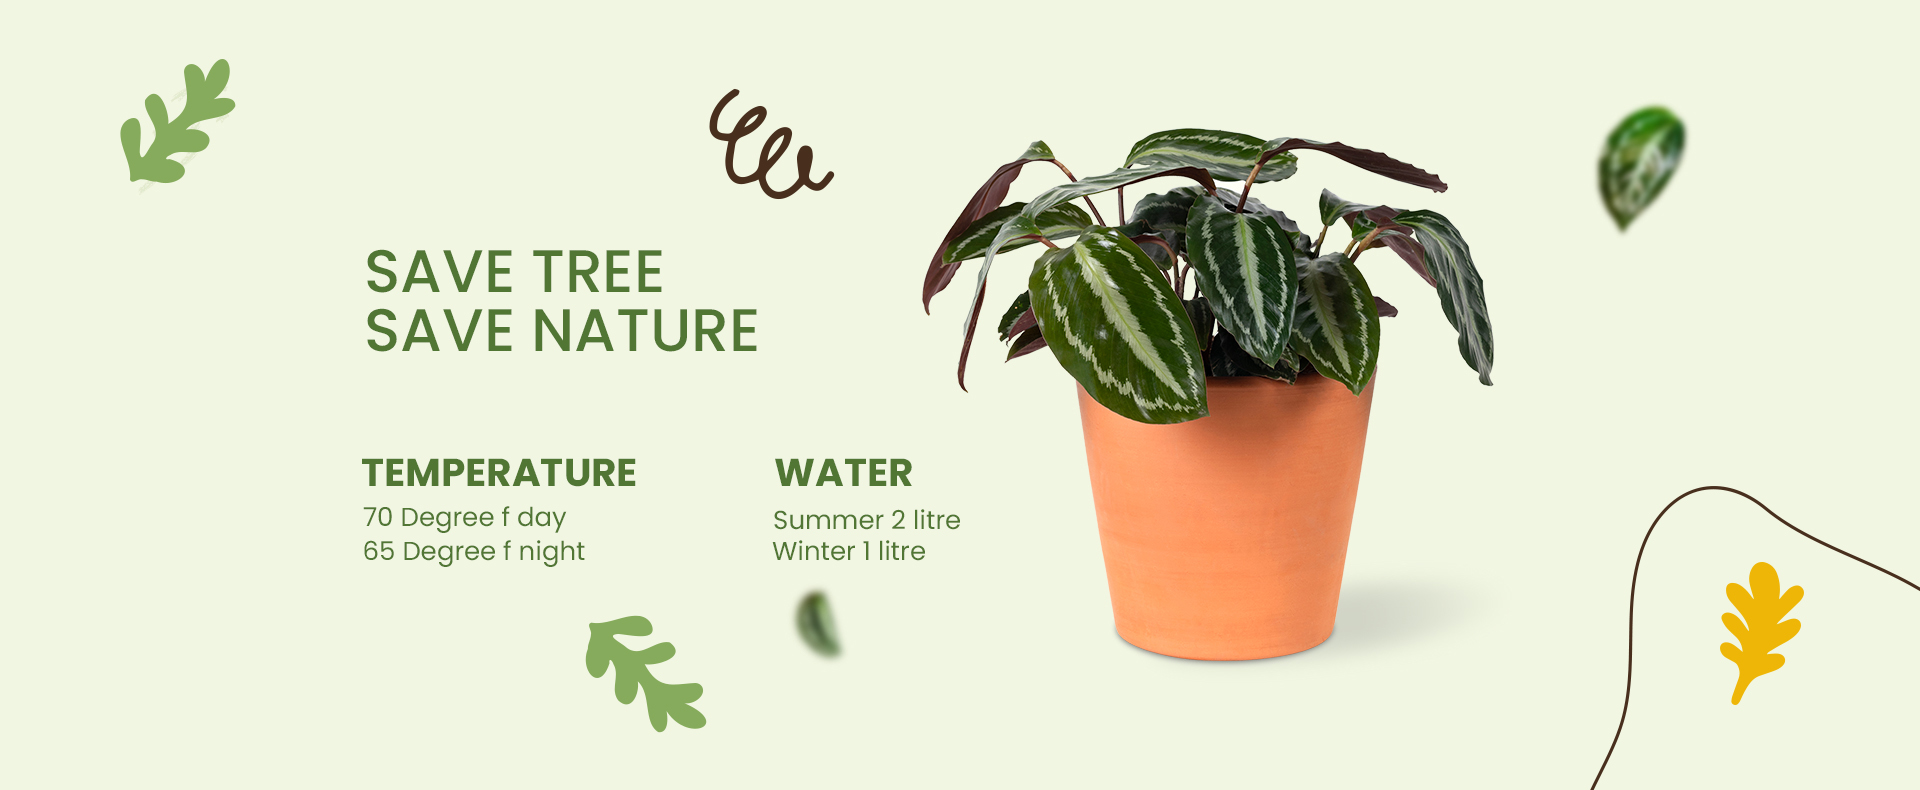 SAVE TREE
SAVE NATURE
TEMPERATURE
70 Degree f day
65 Degree f night
WATER
Summer 2 litre
Winter 1 litre